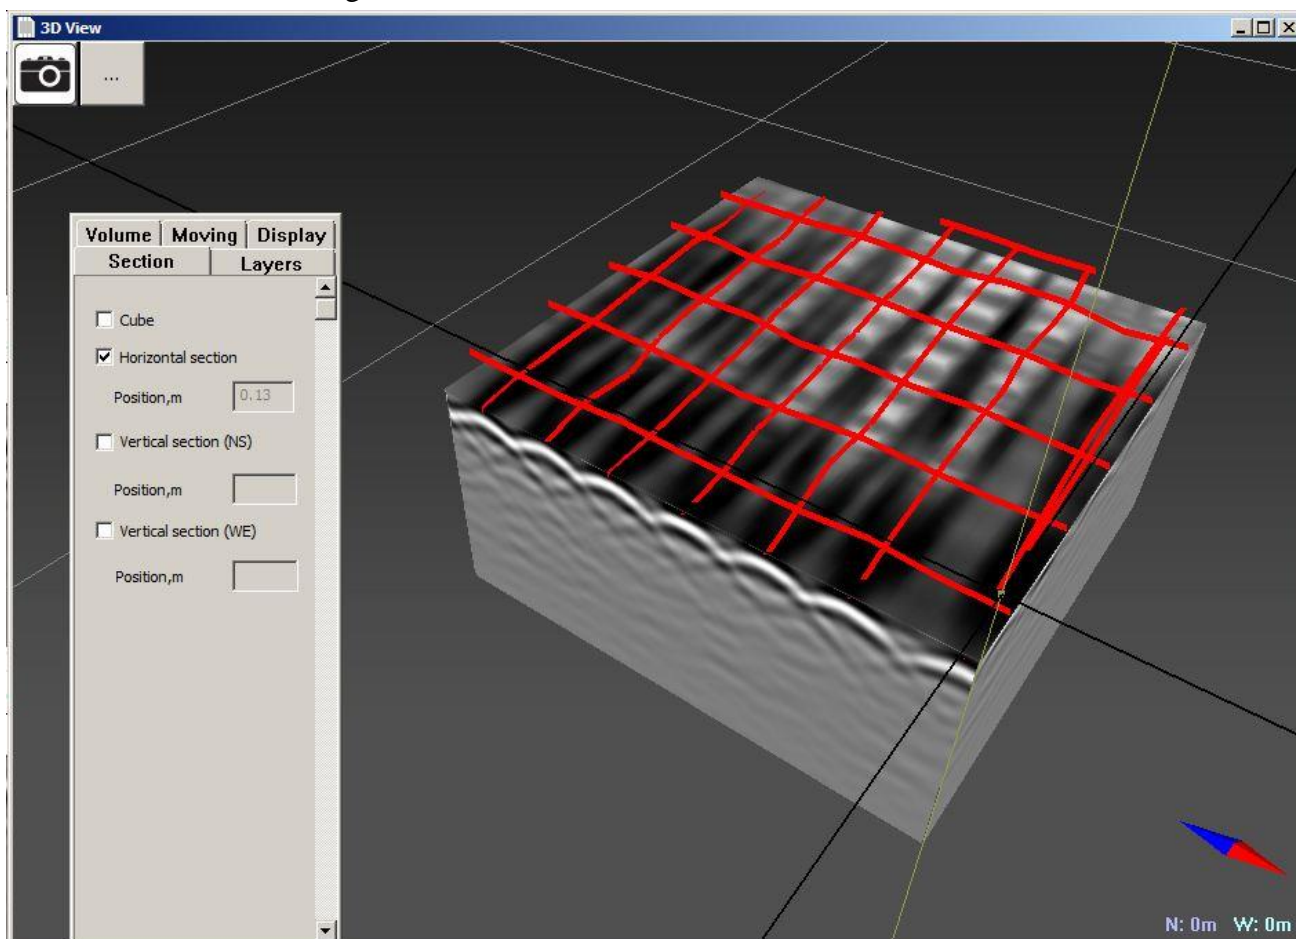 3D View
...
Volume Moving Display
Section Layers
Cube
Horizontal section
Position,m 0.13
Vertical section (NS)
Position,m
Vertical section (WE)
Position,m
N: 0m W: 0m